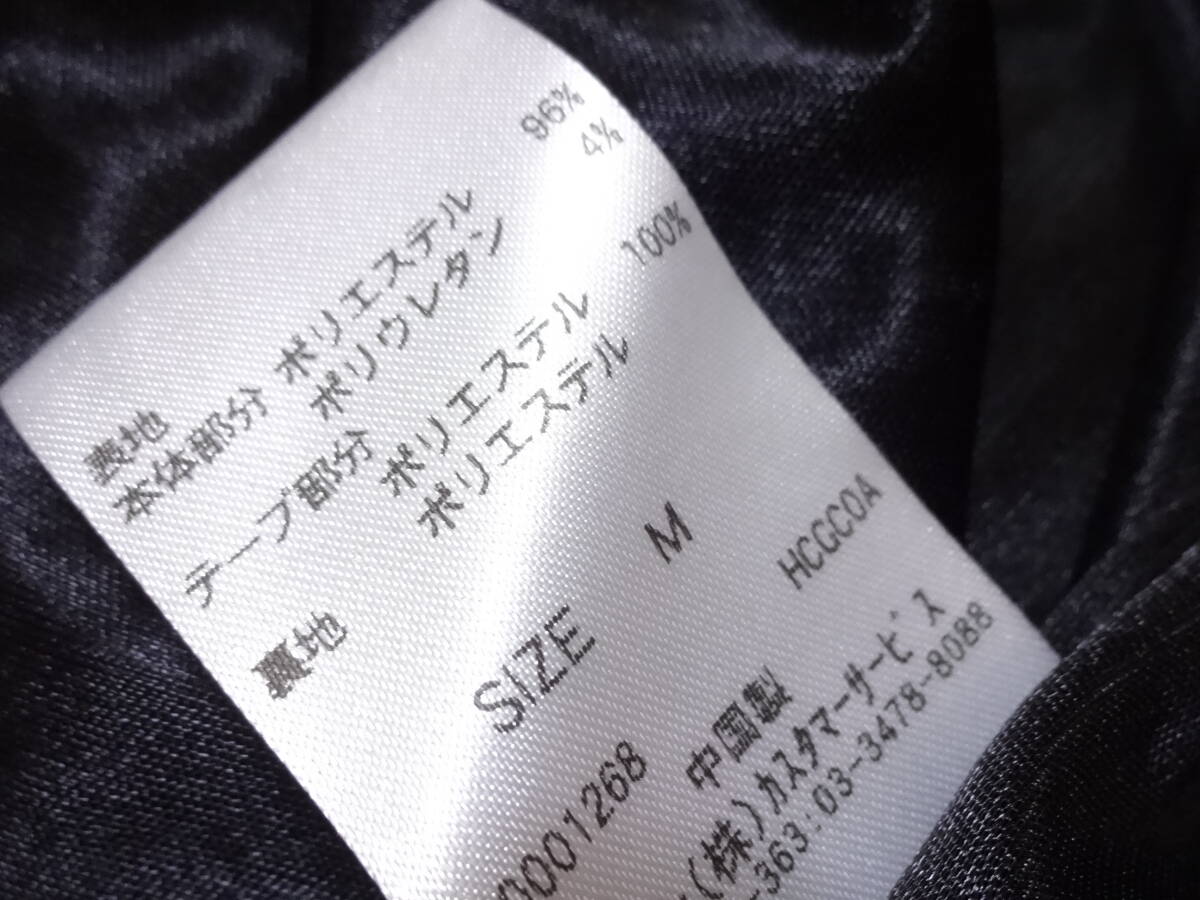 表地
本体部分 ポリエステル 96%
ポリウレタン 4%
テープ部分 ポリエステル 100%
裏地 ポリエステル
SIZE M
HCGC0A
0001268 中国製
(株)カスタマーサービス
363:03-3478-8088